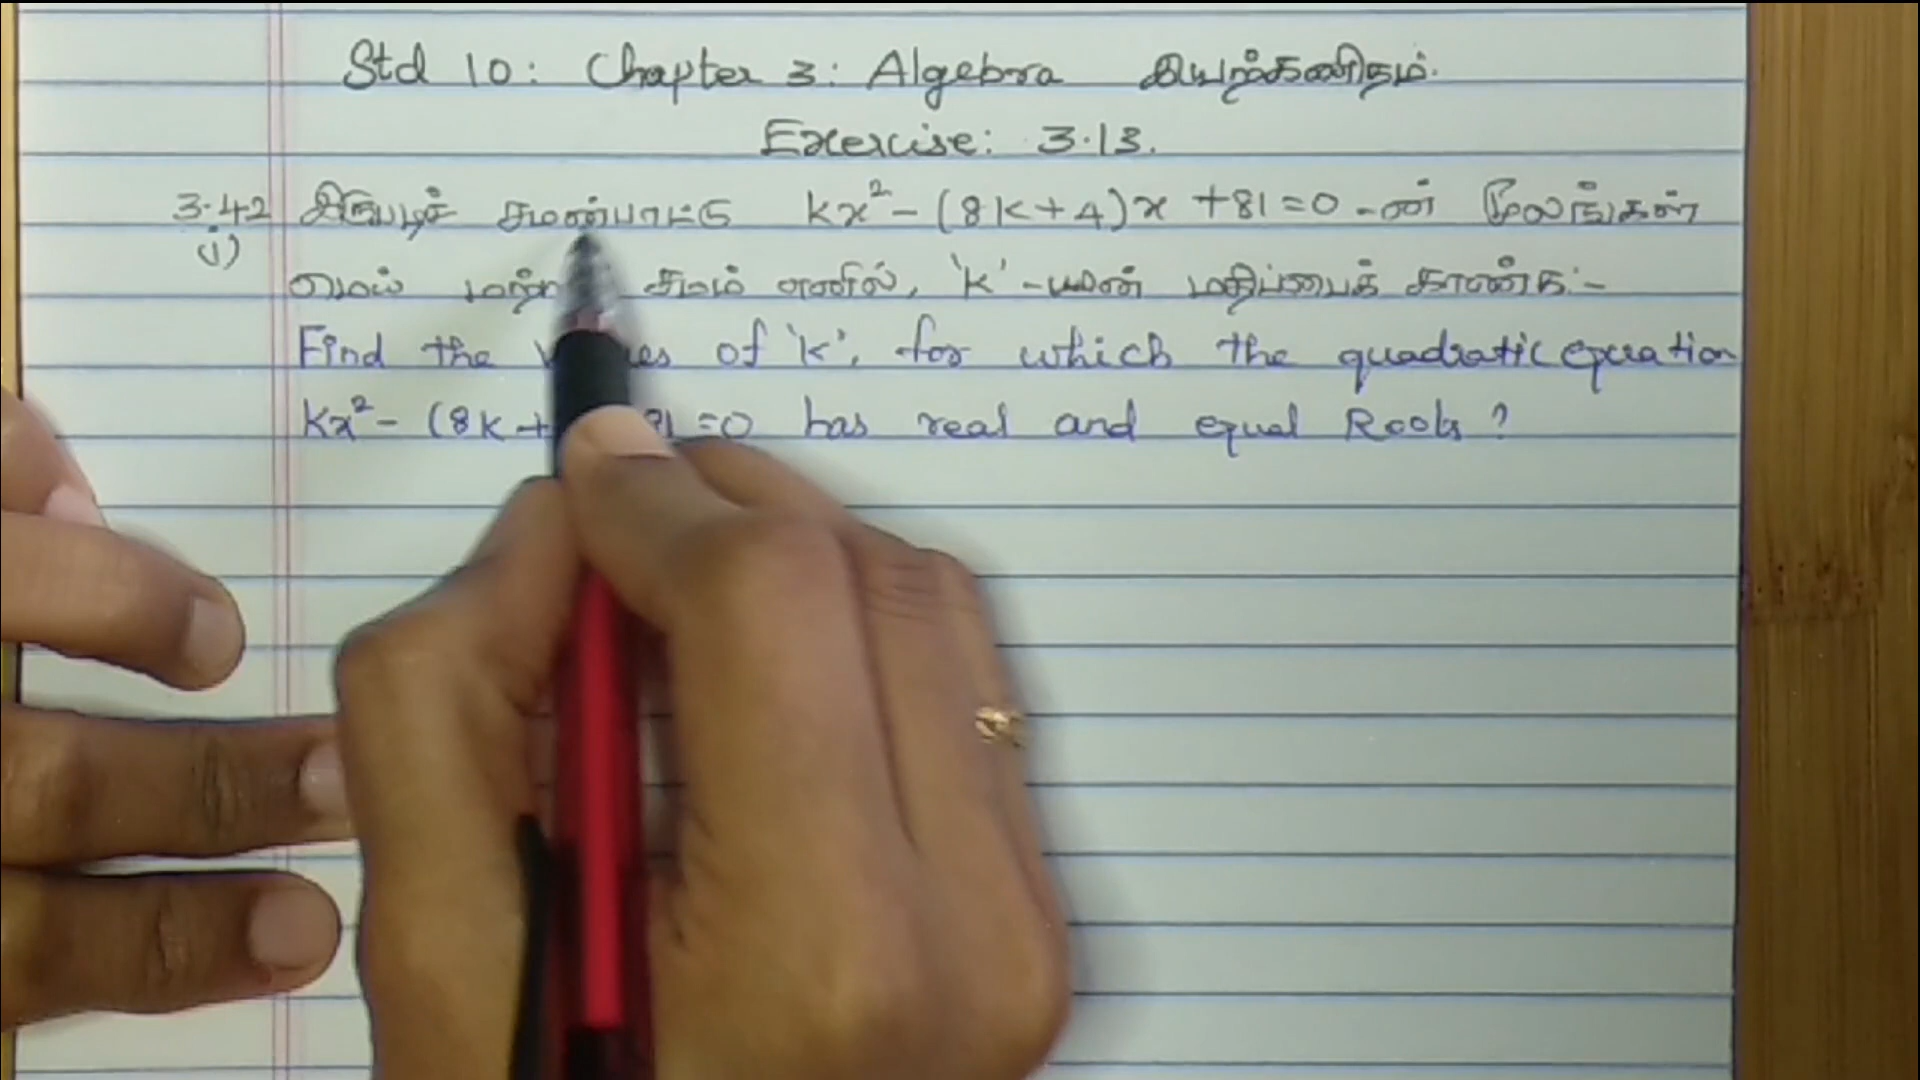 Std 10: Chapter 3: Algebra இயற்கணிதம்.
Exercise: 3.13.
3.42 இருபடிச் சமன்பாட்டு kx² - (8k+4)x +81=0 -ன் மூலங்கள்
(i) மெய் சமம் எனில், 'k' -யின் மதிப்பைக் காண்க:-
Find the of 'k', for which the quadratic equation
kx² - (8k+ 81=0 has real and equal Roots?